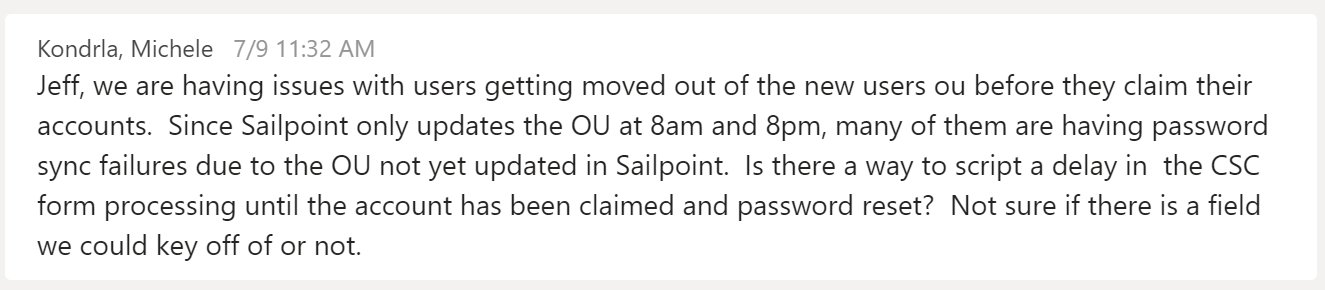 Kondrla, Michele 7/9 11:32 AM
Jeff, we are having issues with users getting moved out of the new users ou before they claim their
accounts.  Since Sailpoint only updates the OU at 8am and 8pm, many of them are having password
sync failures due to the OU not yet updated in Sailpoint.  Is there a way to script a delay in  the CSC
form processing until the account has been claimed and password reset?  Not sure if there is a field
we could key off of or not.